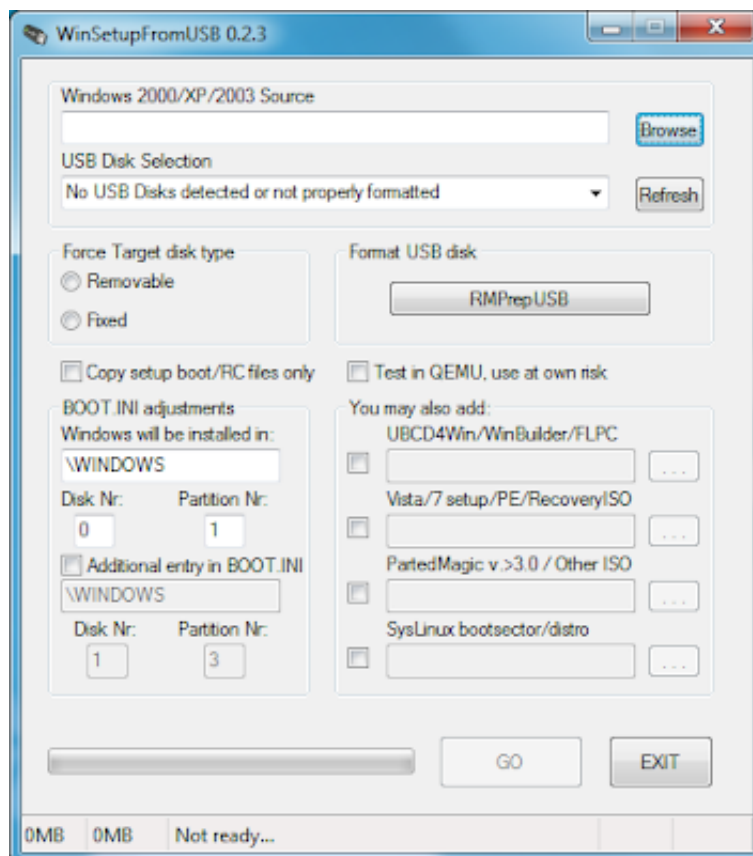 WinSetupFromUSB 0.2.3
Windows 2000/XP/2003 Source
Browse
USB Disk Selection
No USB Disks detected or not properly formatted
Refresh
Force Target disk type
Removable
Fixed
Format USB disk
RMPrepUSB
Copy setup boot/RC files only
Test in QEMU, use at own risk
BOOT.INI adjustments
Windows will be installed in:
\WINDOWS
Disk Nr: Partition Nr:
0 1
Additional entry in BOOT.INI
\WINDOWS
Disk Nr: Partition Nr:
1 3
You may also add:
UBCD4Win/WinBuilder/FLPC
...
Vista/7 setup/PE/RecoveryISO
...
PartedMagic v.>3.0 / Other ISO
...
SysLinux bootsector/distro
...
GO
EXIT
0MB 0MB Not ready...